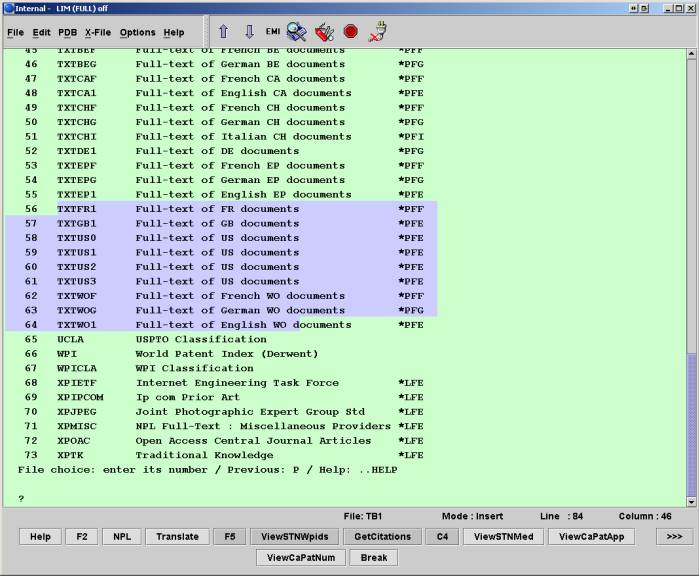 Internal - LIM (FULL) off
File Edit PDB X-File Options Help EMI
45 TXTBEF Full-text of French BE documents *PFF
46 TXTBEG Full-text of German BE documents *PFG
47 TXTCAF Full-text of French CA documents *PFF
48 TXTCA1 Full-text of English CA documents *PFE
49 TXTCHF Full-text of French CH documents *PFF
50 TXTCHG Full-text of German CH documents *PFG
51 TXTCHI Full-text of Italian CH documents *PFI
52 TXTDE1 Full-text of DE documents *PFG
53 TXTEPF Full-text of French EP documents *PFF
54 TXTEPG Full-text of German EP documents *PFG
55 TXTEP1 Full-text of English EP documents *PFE
56 TXTFR1 Full-text of FR documents *PFF
57 TXTGB1 Full-text of GB documents *PFE
58 TXTUS0 Full-text of US documents *PFE
59 TXTUS1 Full-text of US documents *PFE
60 TXTUS2 Full-text of US documents *PFE
61 TXTUS3 Full-text of US documents *PFE
62 TXTWOF Full-text of French WO documents *PFF
63 TXTWOG Full-text of German WO documents *PFG
64 TXTWO1 Full-text of English WO documents *PFE
65 UCLA USPTO Classification
66 WPI World Patent Index (Derwent)
67 WPICLA WPI Classification
68 XPIETF Internet Engineering Task Force *LFE
69 XPIPCOM Ip com Prior Art *LFE
70 XPJPEG Joint Photographic Expert Group Std *LFE
71 XPMISC NPL Full-Text : Miscellaneous Providers *LFE
72 XPOAC Open Access Central Journal Articles *LFE
73 XPTK Traditional Knowledge *LFE
File choice: enter its number / Previous: P / Help: ..HELP
?
File: TB1 Mode : Insert Line : 84 Column : 46
Help F2 NPL Translate F5 ViewSTNWpids GetCitations C4 ViewSTNMed ViewCaPatApp >>>
ViewCaPatNum Break